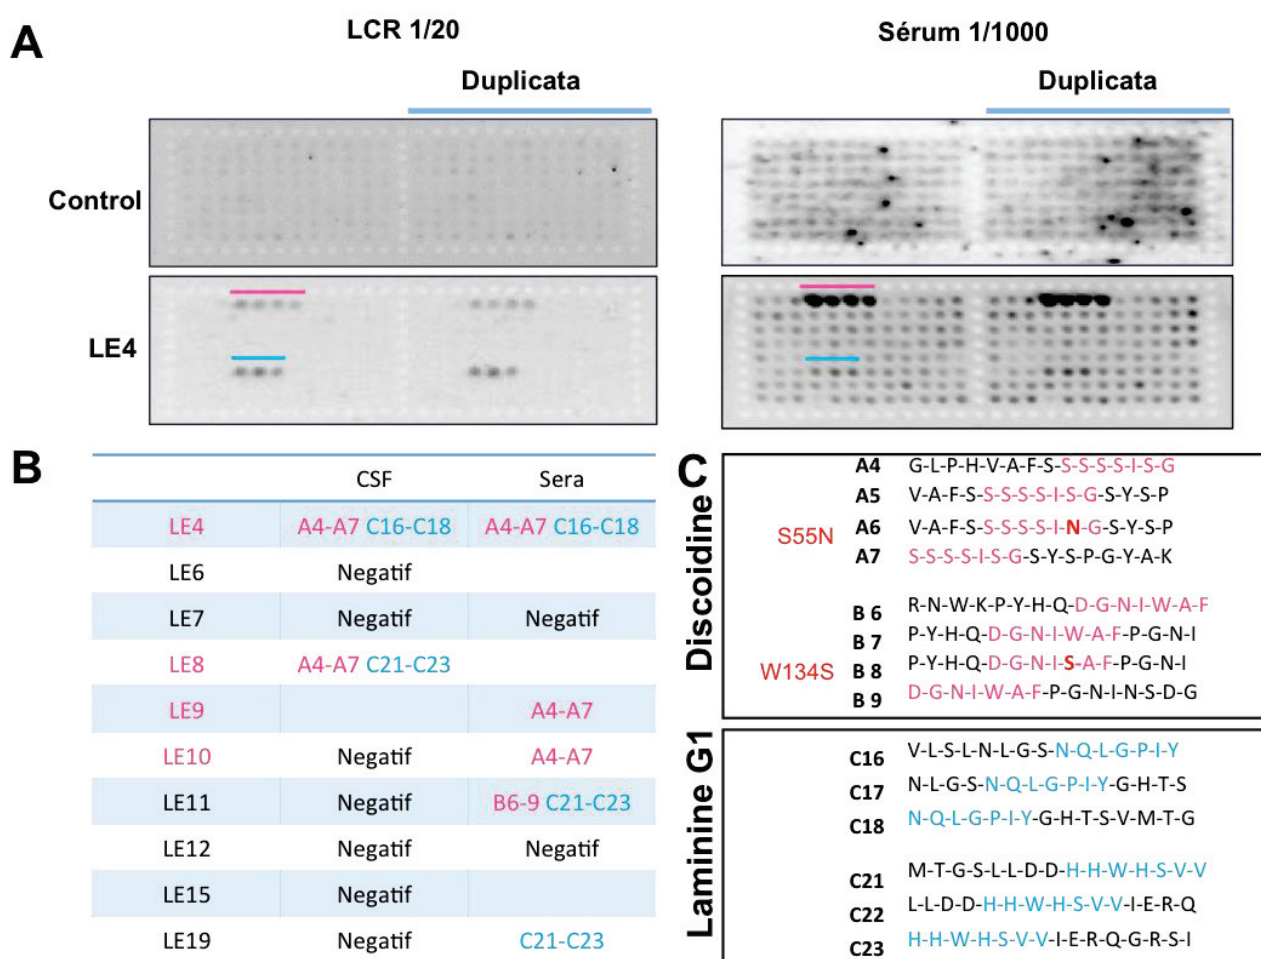 A
LCR 1/20
Sérum 1/1000
Duplicata
Duplicata
Control
LE4
B
CSF Sera
LE4 A4-A7 C16-C18 A4-A7 C16-C18
LE6 Negatif
LE7 Negatif Negatif
LE8 A4-A7 C21-C23
LE9 A4-A7
LE10 Negatif A4-A7
LE11 Negatif B6-9 C21-C23
LE12 Negatif Negatif
LE15 Negatif
LE19 Negatif C21-C23
C
Discoidine
A4 G-L-P-H-V-A-F-S-S-S-S-S-I-S-G
A5 V-A-F-S-S-S-S-S-I-S-G-S-Y-S-P
S55N A6 V-A-F-S-S-S-S-S-I-N-G-S-Y-S-P
A7 S-S-S-S-I-S-G-S-Y-S-P-G-Y-A-K
B 6 R-N-W-K-P-Y-H-Q-D-G-N-I-W-A-F
B 7 P-Y-H-Q-D-G-N-I-W-A-F-P-G-N-I
W134S B 8 P-Y-H-Q-D-G-N-I-S-A-F-P-G-N-I
B 9 D-G-N-I-W-A-F-P-G-N-I-N-S-D-G
Laminine G1
C16 V-L-S-L-N-L-G-S-N-Q-L-G-P-I-Y
C17 N-L-G-S-N-Q-L-G-P-I-Y-G-H-T-S
C18 N-Q-L-G-P-I-Y-G-H-T-S-V-M-T-G
C21 M-T-G-S-L-L-D-D-H-H-W-H-S-V-V
C22 L-L-D-D-H-H-W-H-S-V-V-I-E-R-Q
C23 H-H-W-H-S-V-V-I-E-R-Q-G-R-S-I